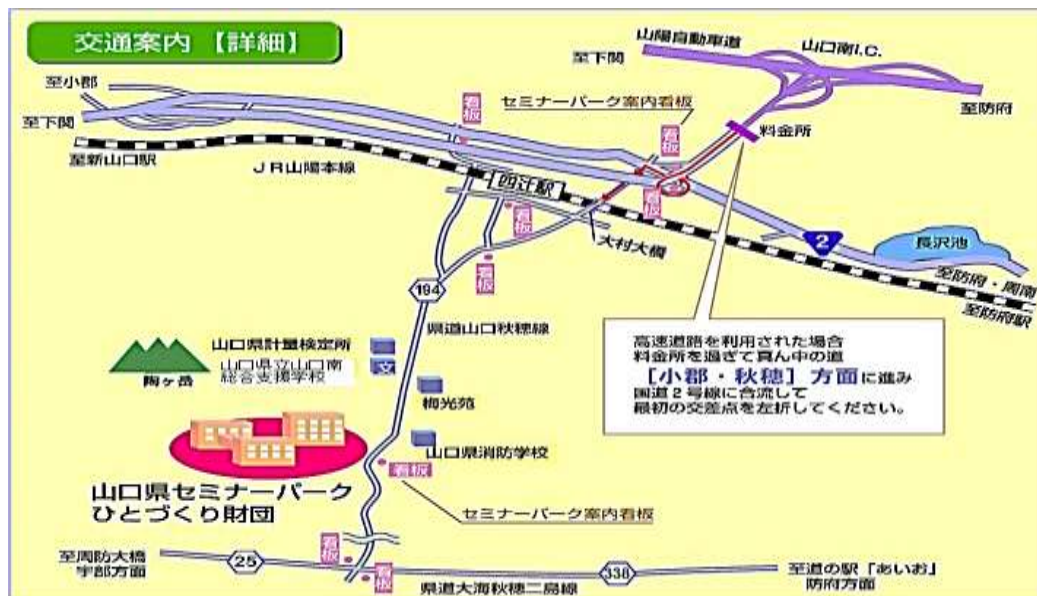 交通案内 【詳細】
山陽自動車道
山口南I.C.
至下関
至防府
料金所
至小郡
至下関
至新山口駅
JR山陽本線
セミナーパーク案内看板
看板
看板
看板
看板
看板
四辻駅
大村大橋
2
長沢池
至防府・周南
至防府駅
194
県道山口秋穂線
高速道路を利用された場合
料金所を過ぎて真ん中の道
[小郡・秋穂]方面に進み
国道2号線に合流して
最初の交差点を左折してください。
山口県計量検定所
山口県立山口南
総合支援学校
文
陶ヶ岳
梅光苑
山口県消防学校
看板
山口県セミナーパーク
ひとづくり財団
セミナーパーク案内看板
看板
看板
至周防大橋
宇部方面
25
県道大海秋穂二島線
338
至道の駅「あいお」
防府方面